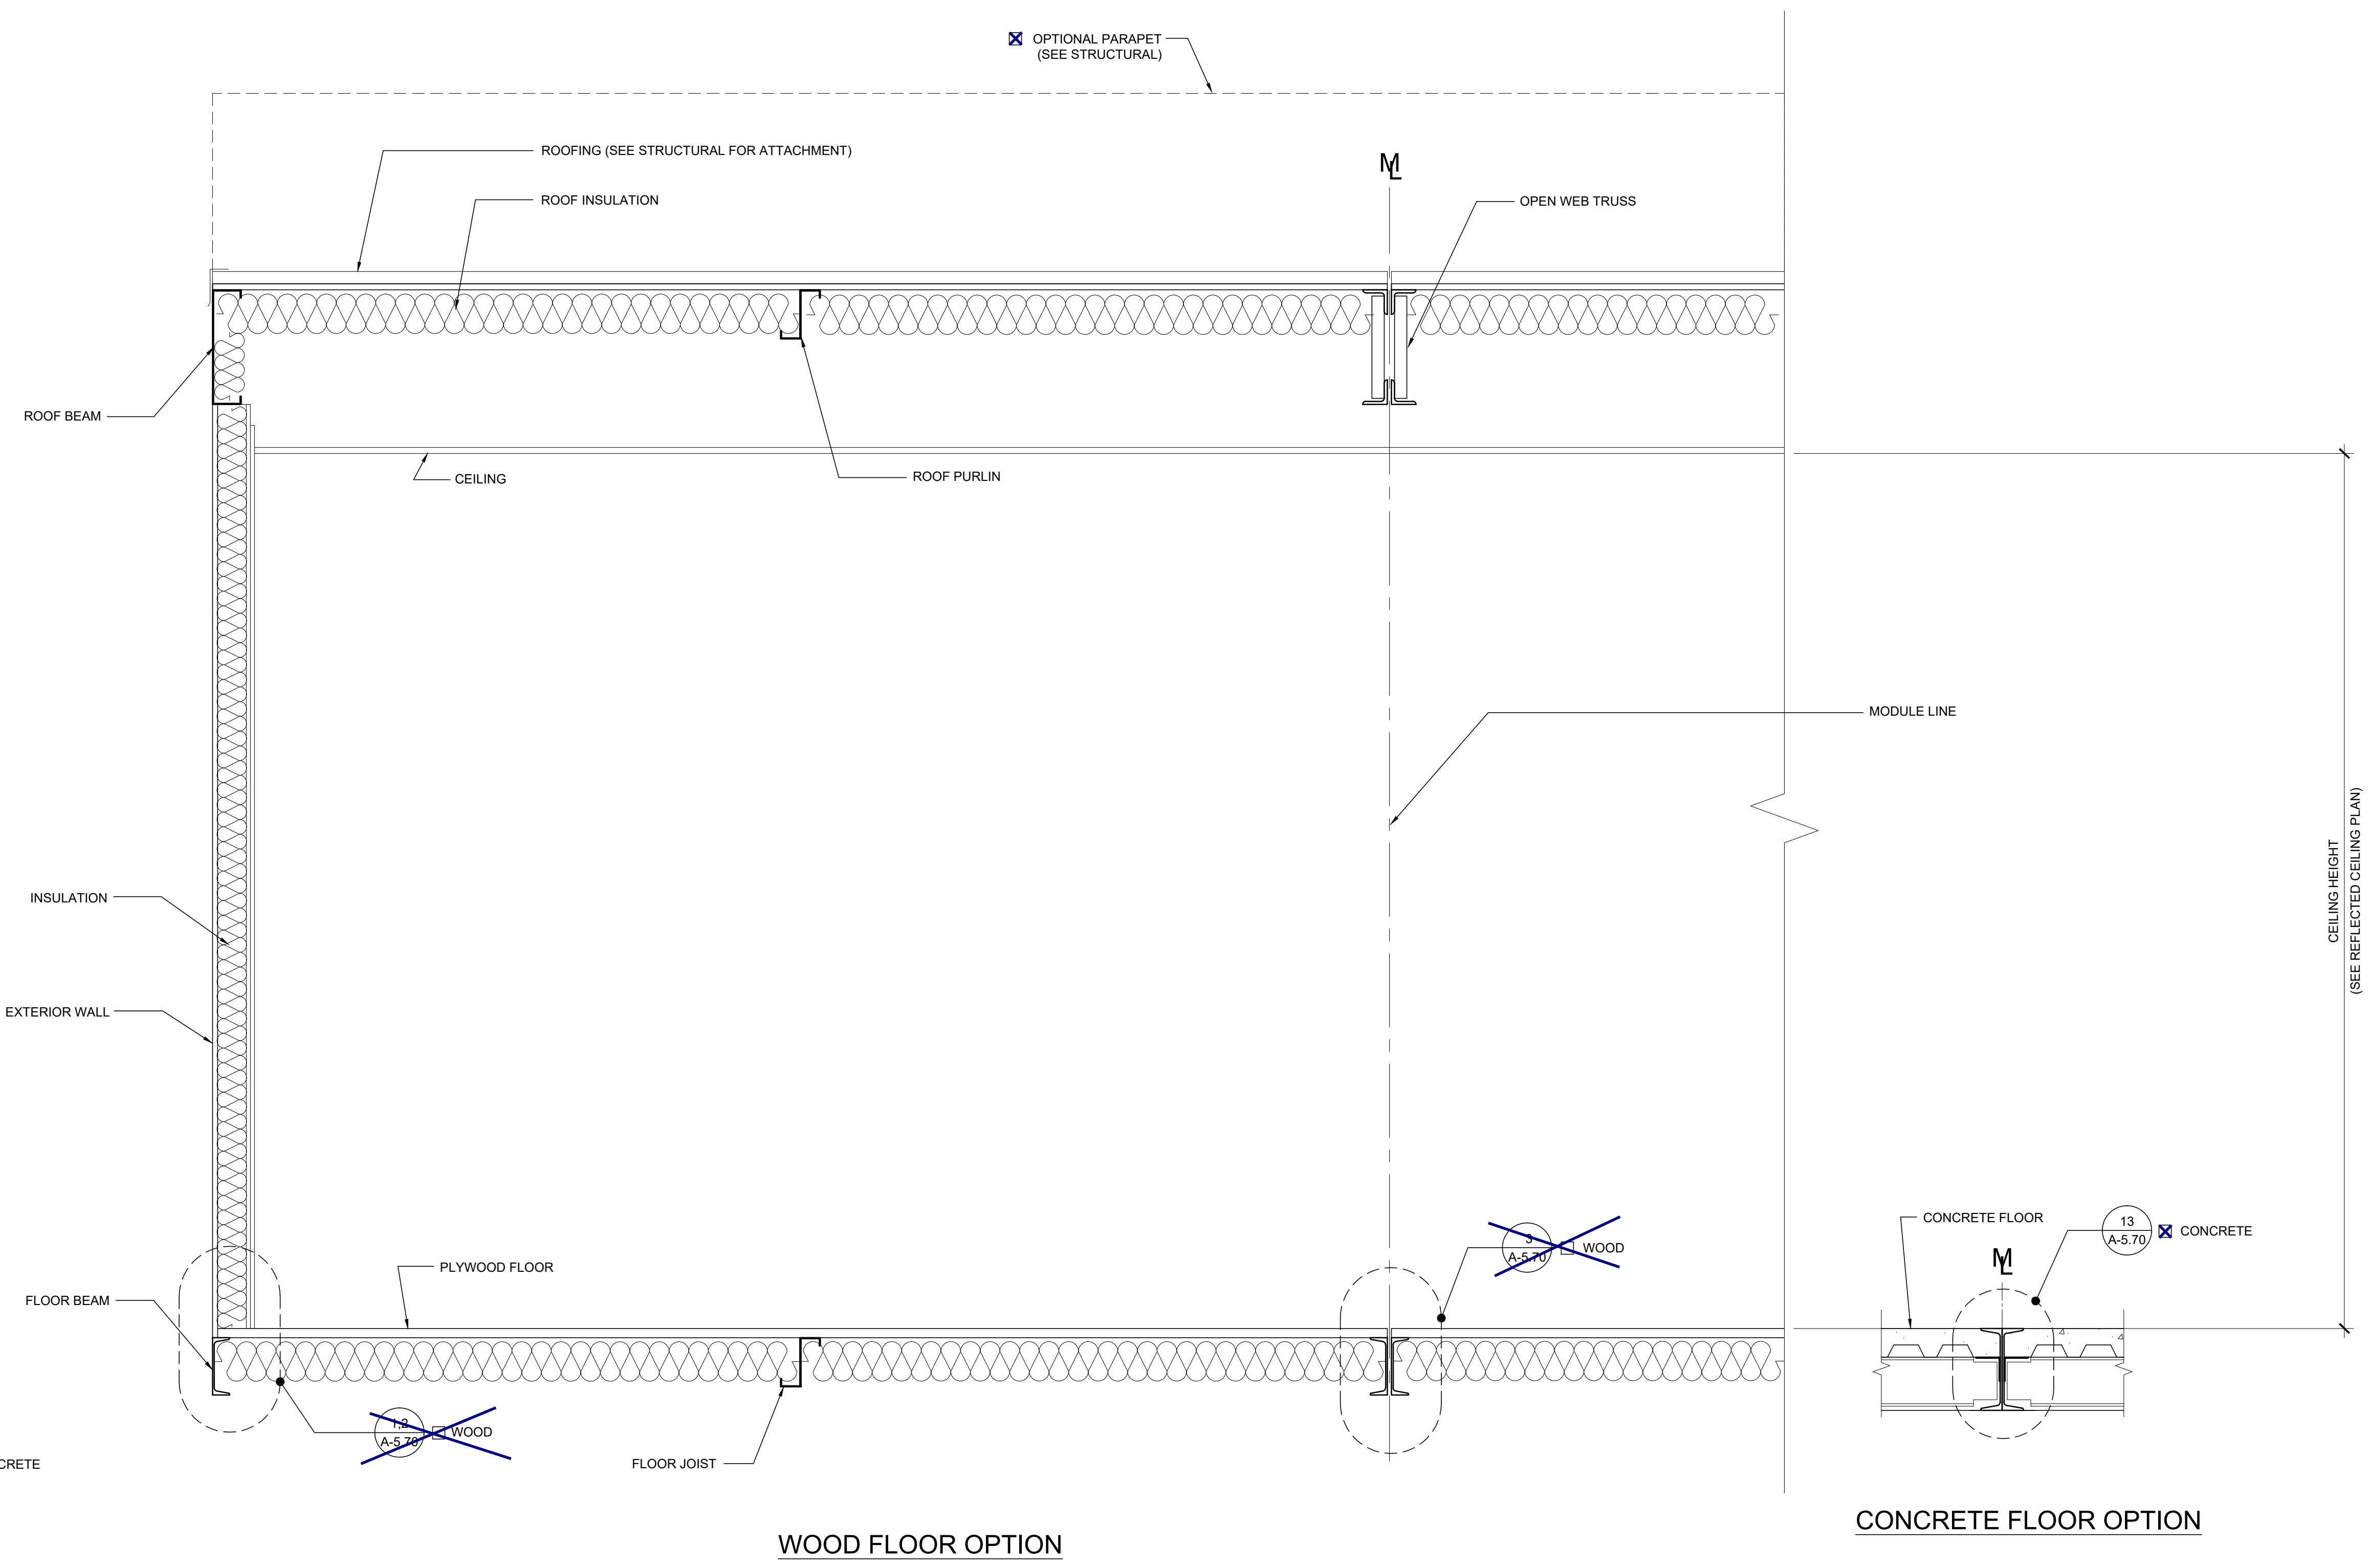 OPTIONAL PARAPET
(SEE STRUCTURAL)
ROOFING (SEE STRUCTURAL FOR ATTACHMENT)
ML
ROOF INSULATION
OPEN WEB TRUSS
ROOF BEAM
CEILING
ROOF PURLIN
MODULE LINE
CEILING HEIGHT
(SEE REFLECTED CEILING PLAN)
INSULATION
EXTERIOR WALL
CONCRETE FLOOR
13
A-5.70
CONCRETE
3
A-5.70
WOOD
ML
PLYWOOD FLOOR
FLOOR BEAM
1,2
A-5.70
WOOD
FLOOR JOIST
CRETE
CONCRETE FLOOR OPTION
WOOD FLOOR OPTION